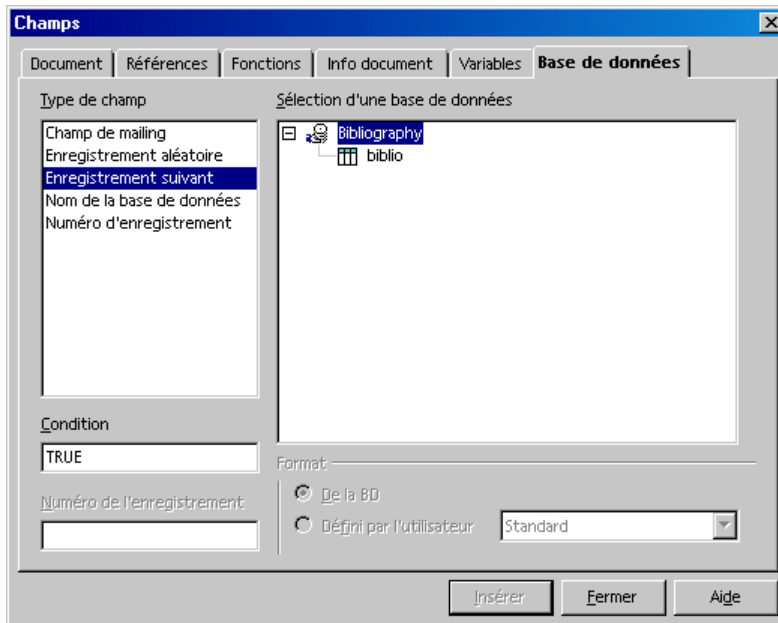 Champs
Document Références Fonctions Info document Variables Base de données
Type de champ
Champ de mailing
Enregistrement aléatoire
Enregistrement suivant
Nom de la base de données
Numéro d'enregistrement
Condition
TRUE
Numéro de l'enregistrement
Sélection d'une base de données
Bibliography
biblio
Format
De la BD
Défini par l'utilisateur Standard
Insérer Fermer Aide